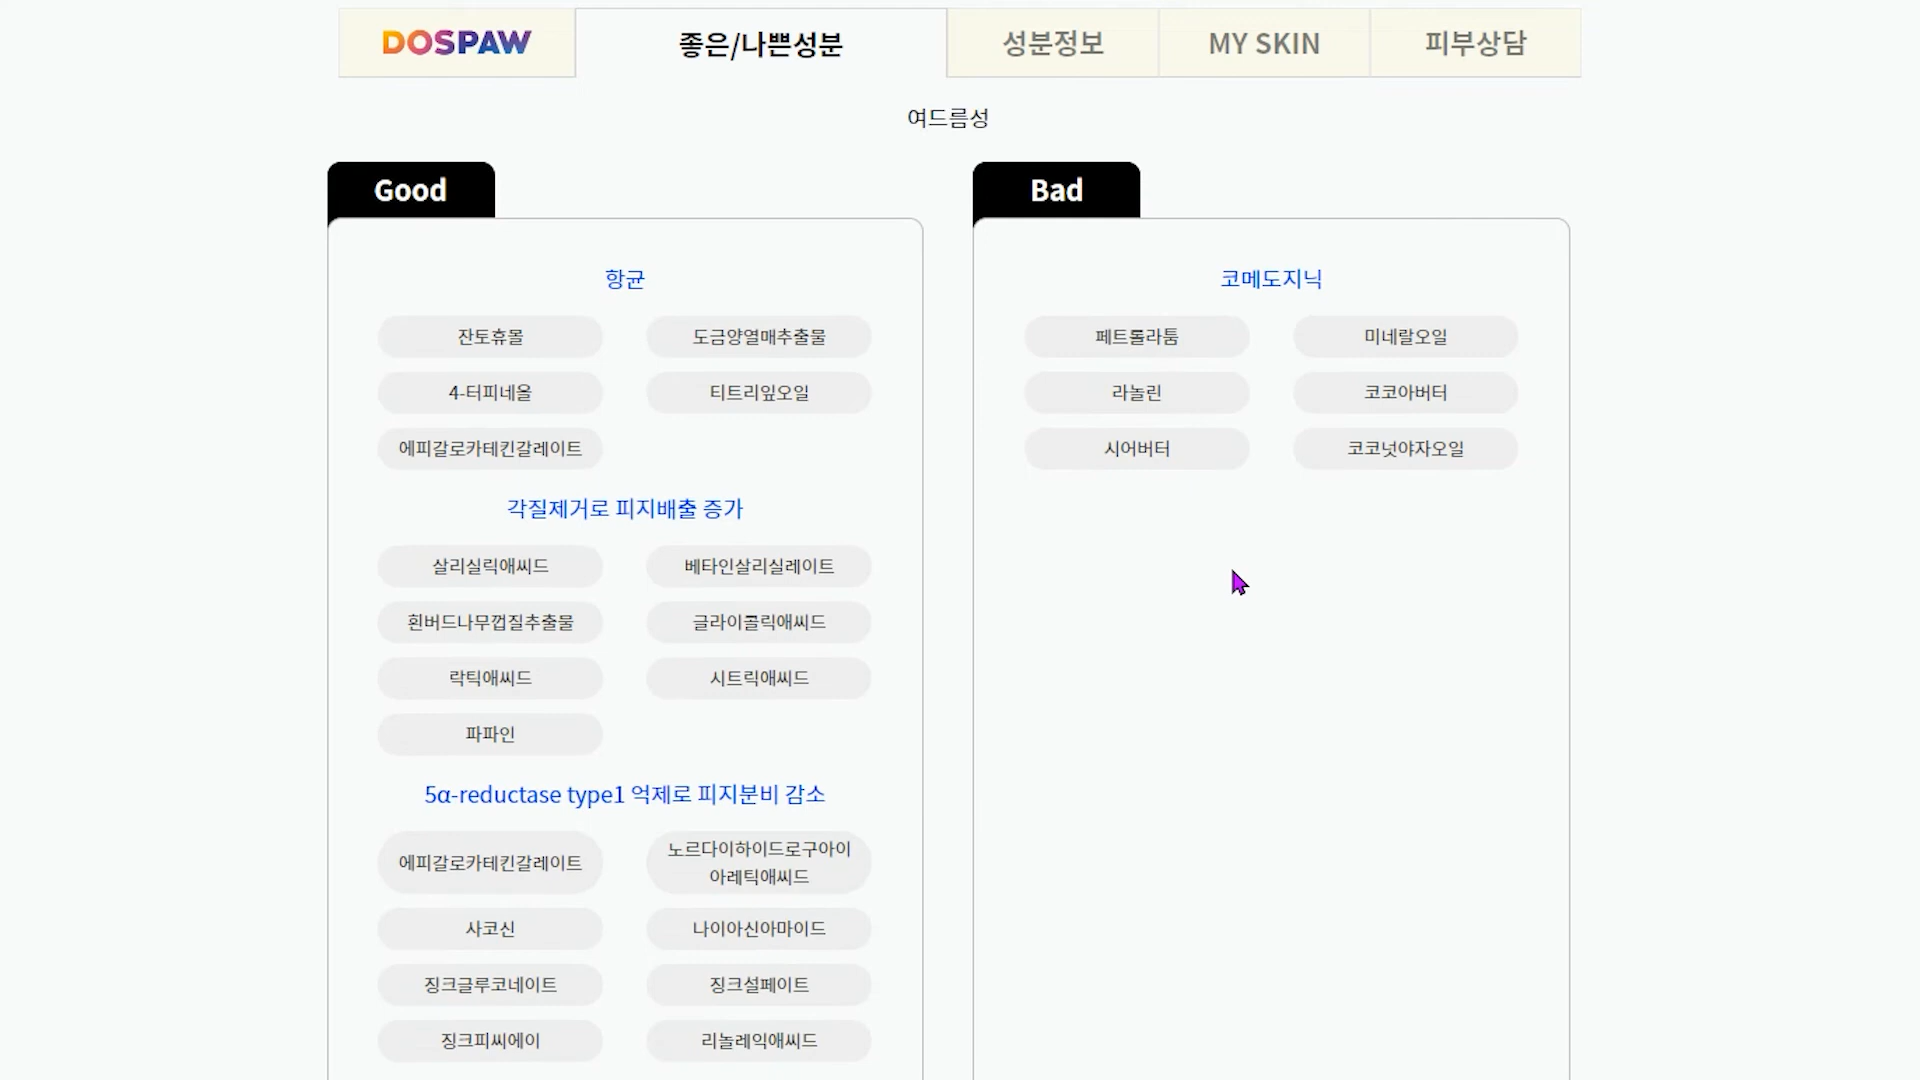 DOSPAW 좋은/나쁜성분 성분정보 MY SKIN 피부상담
여드름성
Good
항균
잔토휴몰 도금양열매추출물
4-터피네올 티트리잎오일
에피갈로카테킨갈레이트
각질제거로 피지배출 증가
살리실릭애씨드 베타인살리실레이트
흰버드나무껍질추출물 글라이콜릭애씨드
락틱애씨드 시트릭애씨드
파파인
5α-reductase type1 억제로 피지분비 감소
에피갈로카테킨갈레이트 노르다이하이드로구아이
아레틱애씨드
사코신 나이아신아마이드
징크글루코네이트 징크설페이트
징크피씨에이 리놀레익애씨드
Bad
코메도지닉
페트롤라툼 미네랄오일
라놀린 코코아버터
시어버터 코코넛야자오일